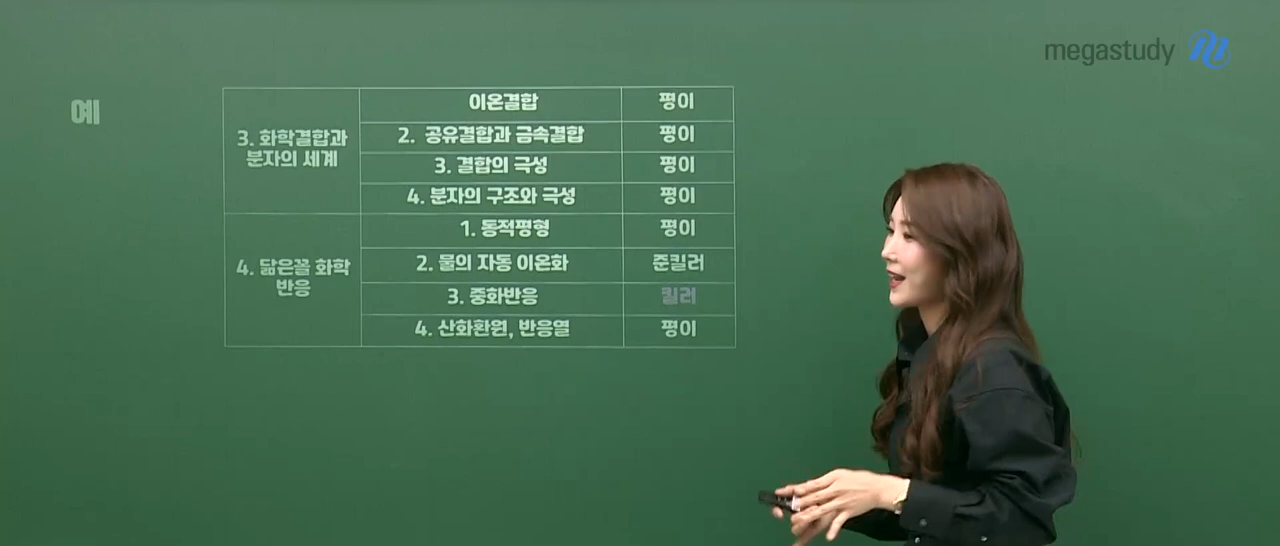 megastudy
예
3. 화학결합과
분자의 세계
이온결합
평이
2. 공유결합과 금속결합
평이
3. 결합의 극성
평이
4. 분자의 구조와 극성
평이
4. 닮은꼴 화학
반응
1. 동적평형
평이
2. 물의 자동 이온화
준킬러
3. 중화반응
킬러
4. 산화환원, 반응열
평이